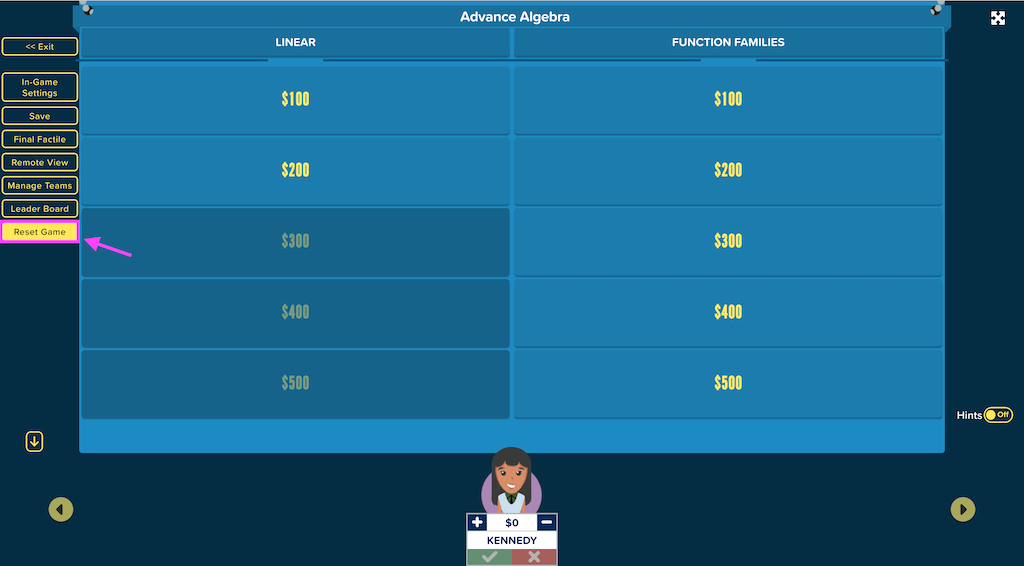 Advance Algebra
<< Exit
LINEAR
FUNCTION FAMILIES
In-Game
Settings
Save
Final Factile
Remote View
Manage Teams
Leader Board
Reset Game
$100
$100
$200
$200
$300
$300
$400
$400
$500
$500
Hints Off
+ $0 −
KENNEDY